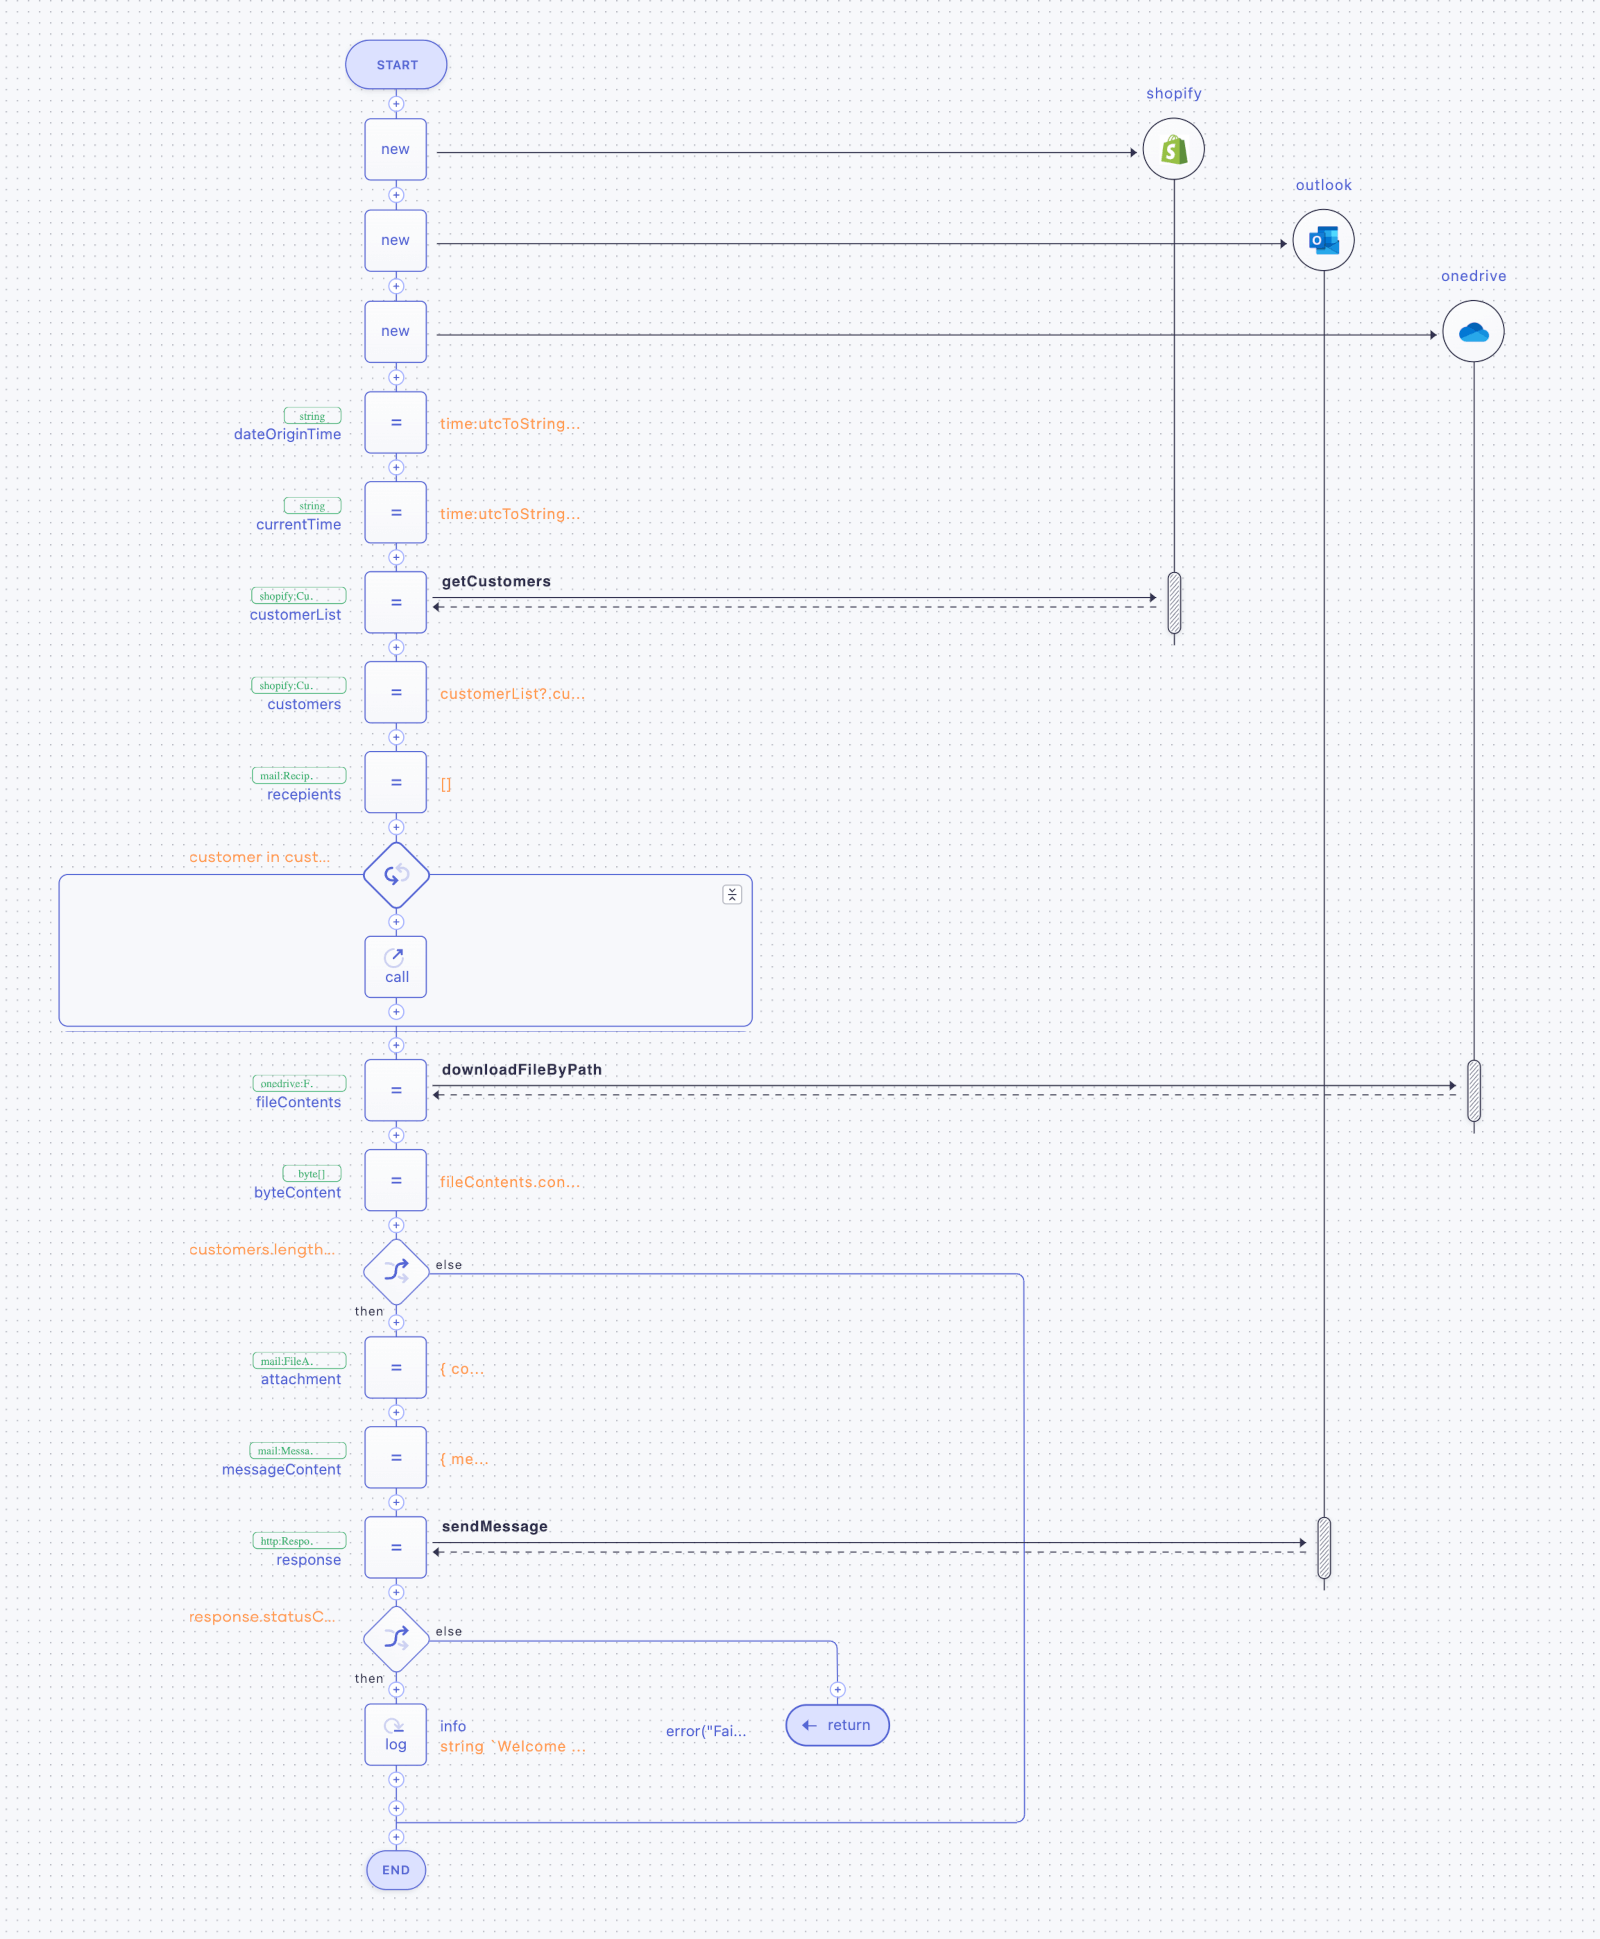 START
shopify
new
outlook
new
onedrive
new
string
dateOriginTime
=
time:utcToString...
string
currentTime
=
time:utcToString...
getCustomers
shopify:Cu.
customerList
=
shopify:Cu.
customers
=
customerList?.cu...
mail:Recip.
recepients
=
[]
customer in cust...
call
downloadFileByPath
onedrive:F.
fileContents
=
byte[]
byteContent
=
fileContents.con...
customers.length...
else
then
mail:FileA.
attachment
=
{ co...
mail:Messa.
messageContent
=
{ me...
sendMessage
http:Respo.
response
=
response.statusC...
else
then
log
info
string `Welcome ...
error("Fai...
return
END